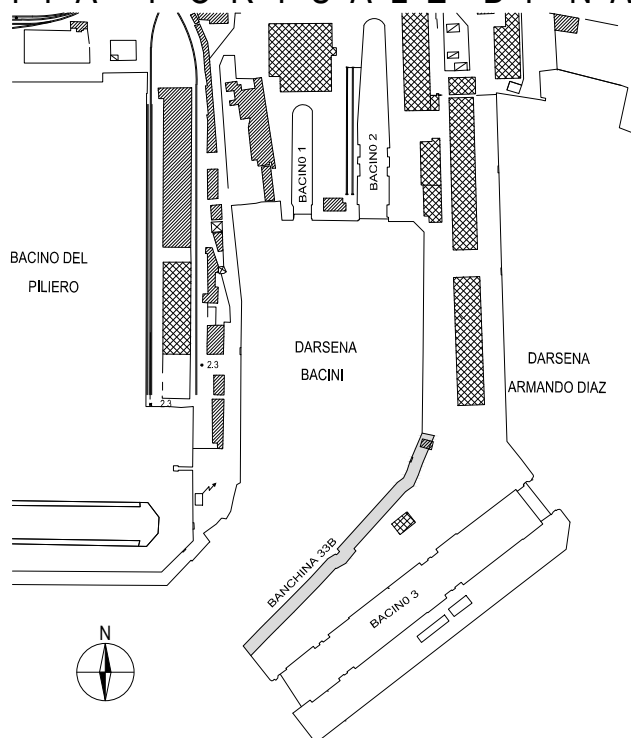 BACINO 1
BACINO 2
BACINO DEL
PILIERO
DARSENA
BACINI
DARSENA
ARMANDO DIAZ
2.3
2.3
BANCHINA 33B
BACINO 3
N